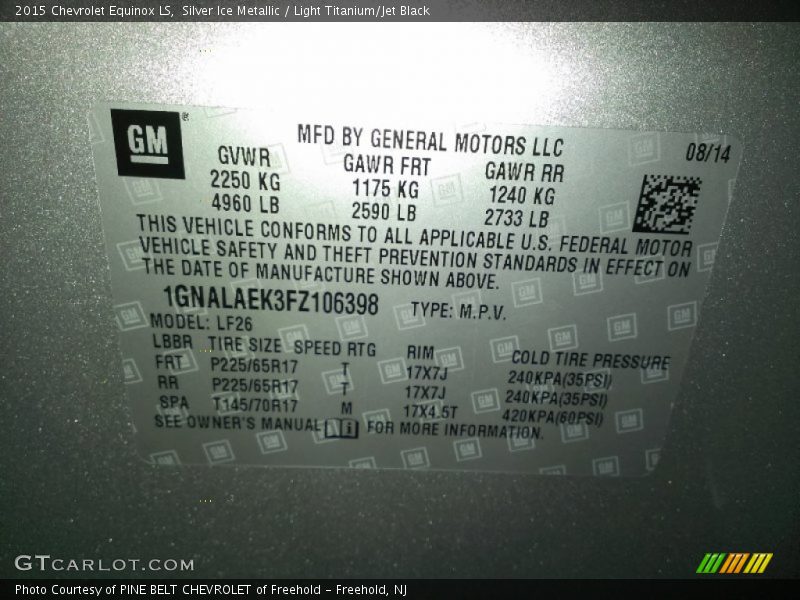 2015 Chevrolet Equinox LS, Silver Ice Metallic / Light Titanium/Jet Black
GM ®
MFD BY GENERAL MOTORS LLC 08/14
GVWR GAWR FRT GAWR RR
2250 KG 1175 KG 1240 KG
4960 LB 2590 LB 2733 LB
THIS VEHICLE CONFORMS TO ALL APPLICABLE U.S. FEDERAL MOTOR
VEHICLE SAFETY AND THEFT PREVENTION STANDARDS IN EFFECT ON
THE DATE OF MANUFACTURE SHOWN ABOVE.
1GNALAEK3FZ106398 TYPE: M.P.V.
MODEL: LF26
LBBR TIRE SIZE SPEED RTG RIM COLD TIRE PRESSURE
FRT P225/65R17 T 17X7J 240KPA(35PSI)
RR P225/65R17 T 17X7J 240KPA(35PSI)
SPA T145/70R17 M 17X4.5T 420KPA(60PSI)
SEE OWNER'S MANUAL i FOR MORE INFORMATION.
GTCARLOT.COM
Photo Courtesy of PINE BELT CHEVROLET of Freehold - Freehold, NJ